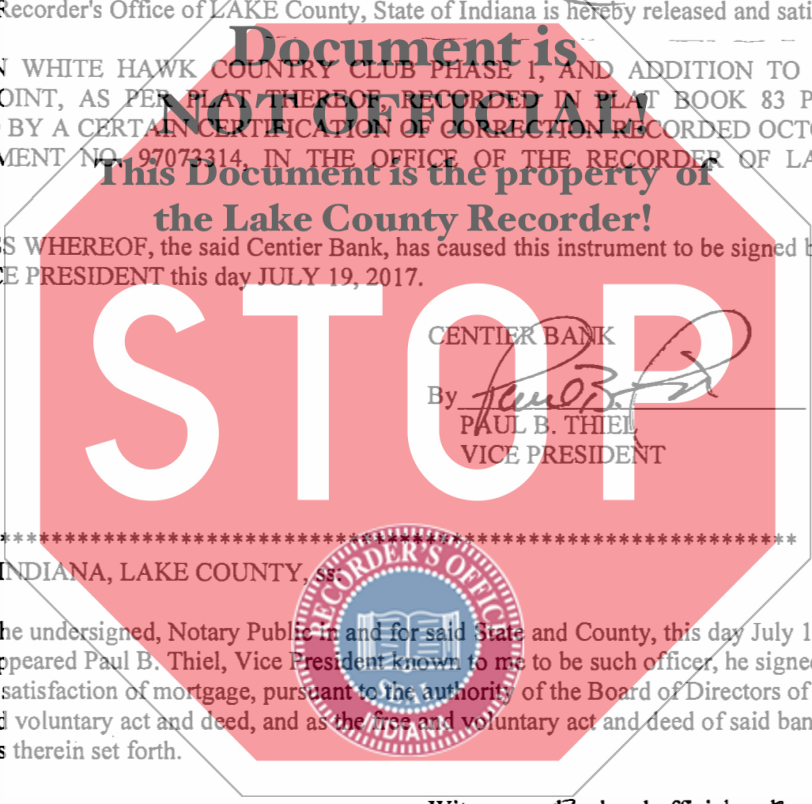 Recorder's Office of LAKE County, State of Indiana is hereby released and sati
Document is
WHITE HAWK COUNTRY CLUB PHASE 1, AND ADDITION TO
NOT OFFICIAL!
OINT, AS PER PLAT THEREOF, RECORDED IN PLAT BOOK 83 P
BY A CERTAIN CERTIFICATION OF CORRECTION RECORDED OCT
MENT NO. 97073314, IN THE OFFICE OF THE RECORDER OF LA
This Document is the property of
the Lake County Recorder!
SS WHEREOF, the said Centier Bank, has caused this instrument to be signed b
CE PRESIDENT this day JULY 19, 2017.
STOP
CENTIER BANK
By
PAUL B. THIEL
VICE PRESIDENT
****************************************************************
INDIANA, LAKE COUNTY, ss:
RECORDER'S OFFICE
SEAL
INDIANA
he undersigned, Notary Public in and for said State and County, this day July 1
ppeared Paul B. Thiel, Vice President known to me to be such officer, he signe
satisfaction of mortgage, pursuant to the authority of the Board of Directors of
d voluntary act and deed, and as the free and voluntary act and deed of said ban
s therein set forth.